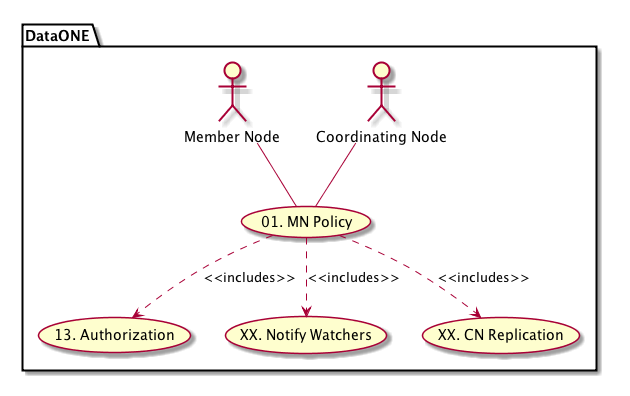 DataONE
Member Node
Coordinating Node
01. MN Policy
<<includes>>
<<includes>>
<<includes>>
13. Authorization
XX. Notify Watchers
XX. CN Replication